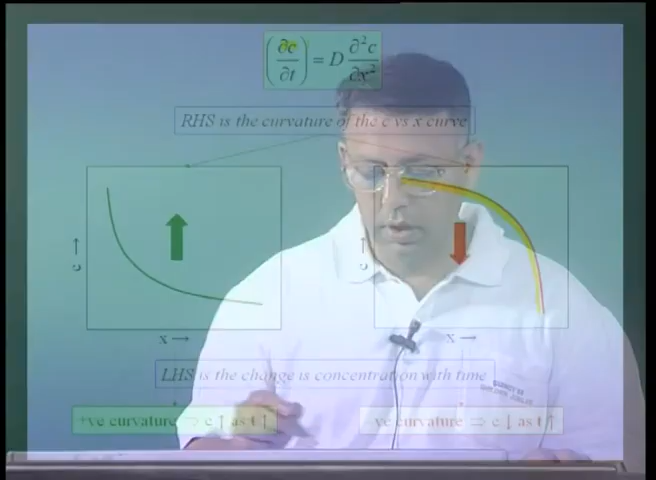 (∂c/∂t) = D ∂²c/∂x²
RHS is the curvature of the c vs x curve
c →
x →
c →
x →
LHS is the change is concentration with time
+ve curvature ⇒ c ↑ as t ↑
-ve curvature ⇒ c ↓ as t ↑